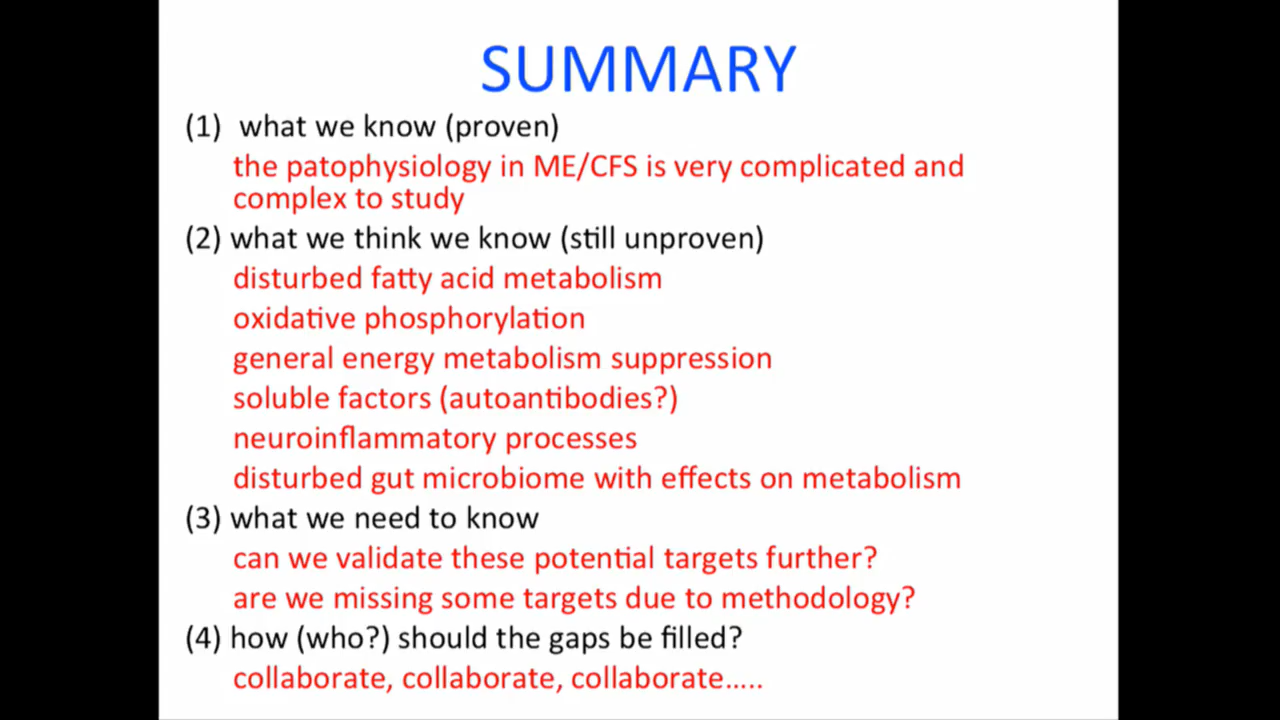 SUMMARY
(1) what we know (proven)
the patophysiology in ME/CFS is very complicated and
complex to study
(2) what we think we know (still unproven)
disturbed fatty acid metabolism
oxidative phosphorylation
general energy metabolism suppression
soluble factors (autoantibodies?)
neuroinflammatory processes
disturbed gut microbiome with effects on metabolism
(3) what we need to know
can we validate these potential targets further?
are we missing some targets due to methodology?
(4) how (who?) should the gaps be filled?
collaborate, collaborate, collaborate.....